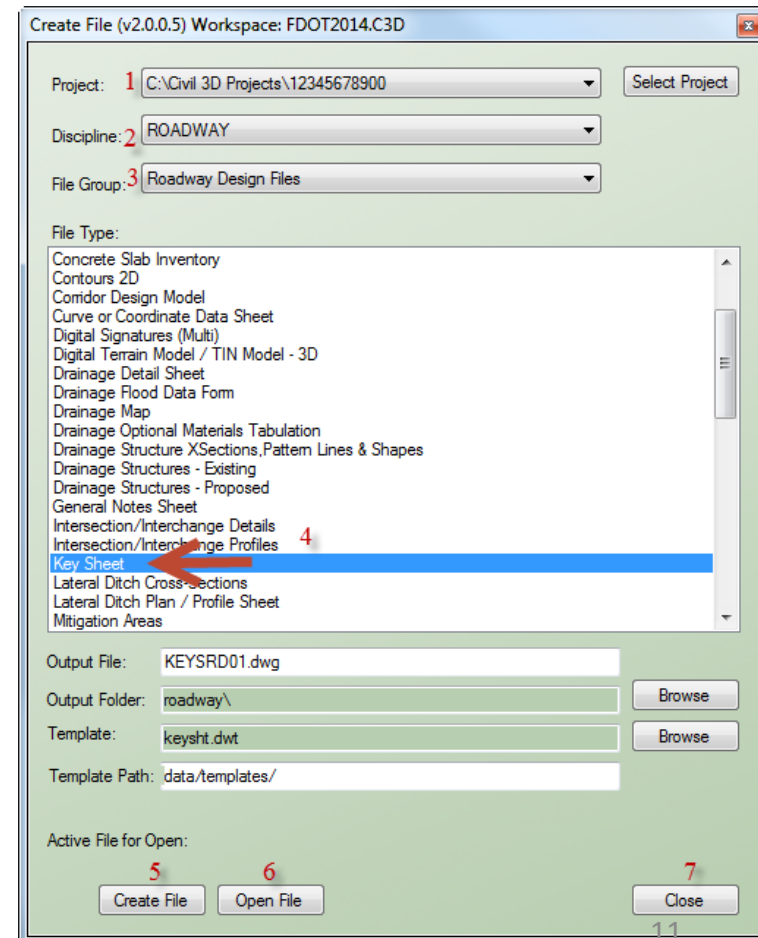 Create File (v2.0.0.5) Workspace: FDOT2014.C3D
Project: 1 C:\Civil 3D Projects\12345678900 Select Project
Discipline: 2 ROADWAY
File Group: 3 Roadway Design Files
File Type:
Concrete Slab Inventory
Contours 2D
Corridor Design Model
Curve or Coordinate Data Sheet
Digital Signatures (Multi)
Digital Terrain Model / TIN Model - 3D
Drainage Detail Sheet
Drainage Flood Data Form
Drainage Map
Drainage Optional Materials Tabulation
Drainage Structure XSections,Pattern Lines & Shapes
Drainage Structures - Existing
Drainage Structures - Proposed
General Notes Sheet
Intersection/Interchange Details
Intersection/Interchange Profiles 4
Key Sheet
Lateral Ditch Cross-Sections
Lateral Ditch Plan / Profile Sheet
Mitigation Areas
Output File: KEYSRD01.dwg
Output Folder: roadway\ Browse
Template: keysht.dwt Browse
Template Path: data/templates/
Active File for Open:
5 6 7
Create File Open File Close
11